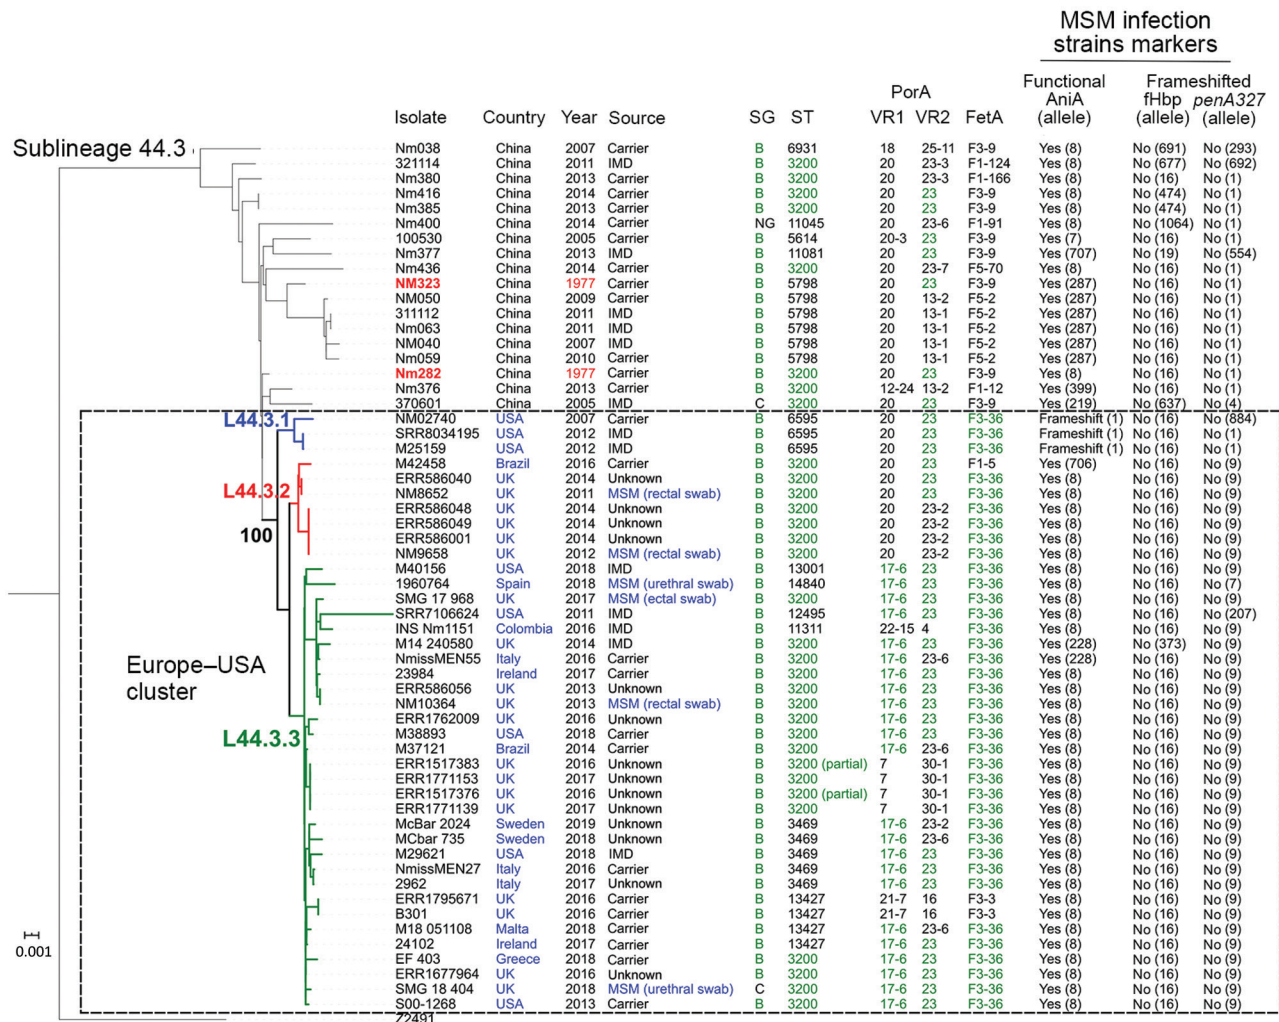 MSM infection
strains markers
Functional
AniA
(allele)
Frameshifted
fHbp penA327
(allele) (allele)
PorA
Isolate Country Year Source SG ST VR1 VR2 FetA
Sublineage 44.3
Nm038 China 2007 Carrier B 6931 18 25-11 F3-9 Yes (8) No (691) No (293)
321114 China 2011 IMD B 3200 20 23-3 F1-124 Yes (8) No (677) No (692)
Nm380 China 2013 Carrier B 3200 20 23-3 F1-166 Yes (8) No (16) No (1)
Nm416 China 2014 Carrier B 3200 20 23 F3-9 Yes (8) No (474) No (1)
Nm385 China 2013 Carrier B 3200 20 23 F3-9 Yes (8) No (474) No (1)
Nm400 China 2014 Carrier NG 11045 20 23-6 F1-91 Yes (8) No (1064) No (1)
100530 China 2005 Carrier B 5614 20-3 23 F3-9 Yes (7) No (16) No (1)
Nm377 China 2013 IMD B 11081 20 23 F3-9 Yes (707) No (19) No (554)
Nm436 China 2014 Carrier B 3200 20 23-7 F5-70 Yes (8) No (16) No (1)
NM323 China 1977 Carrier B 5798 20 23 F3-9 Yes (287) No (16) No (1)
NM050 China 2009 Carrier B 5798 20 13-2 F5-2 Yes (287) No (16) No (1)
311112 China 2011 IMD B 5798 20 13-1 F5-2 Yes (287) No (16) No (1)
Nm063 China 2011 IMD B 5798 20 13-1 F5-2 Yes (287) No (16) No (1)
NM040 China 2007 IMD B 5798 20 13-1 F5-2 Yes (287) No (16) No (1)
Nm059 China 2010 Carrier B 5798 20 13-1 F5-2 Yes (287) No (16) No (1)
Nm282 China 1977 Carrier B 3200 20 23 F3-9 Yes (8) No (16) No (1)
Nm376 China 2013 Carrier B 3200 12-24 13-2 F1-12 Yes (399) No (16) No (1)
370601 China 2005 IMD C 3200 20 23 F3-9 Yes (219) No (637) No (4)
L44.3.1
NM02740 USA 2007 Carrier B 6595 20 23 F3-36 Frameshift (1) No (16) No (884)
SRR8034195 USA 2012 IMD B 6595 20 23 F3-36 Frameshift (1) No (16) No (1)
M25159 USA 2012 IMD B 6595 20 23 F3-36 Frameshift (1) No (16) No (1)
M42458 Brazil 2016 Carrier B 3200 20 23 F1-5 Yes (706) No (16) No (9)
ERR586040 UK 2014 Unknown B 3200 20 23 F3-36 Yes (8) No (16) No (9)
L44.3.2
NM8652 UK 2011 MSM (rectal swab) B 3200 20 23 F3-36 Yes (8) No (16) No (9)
ERR586048 UK 2014 Unknown B 3200 20 23-2 F3-36 Yes (8) No (16) No (9)
ERR586049 UK 2014 Unknown B 3200 20 23-2 F3-36 Yes (8) No (16) No (9)
100
ERR586001 UK 2014 Unknown B 3200 20 23-2 F3-36 Yes (8) No (16) No (9)
NM9658 UK 2012 MSM (rectal swab) B 3200 20 23-2 F3-36 Yes (8) No (16) No (9)
M40156 USA 2018 IMD B 13001 17-6 23 F3-36 Yes (8) No (16) No (9)
1960764 Spain 2018 MSM (urethral swab) B 14840 17-6 23 F3-36 Yes (8) No (16) No (7)
SMG 17 968 UK 2017 MSM (ectal swab) B 3200 17-6 23 F3-36 Yes (8) No (16) No (9)
SRR7106624 USA 2011 IMD B 12495 17-6 23 F3-36 Yes (8) No (16) No (207)
INS Nm1151 Colombia 2016 IMD B 11311 22-15 4 F3-36 Yes (8) No (16) No (9)
M14 240580 UK 2014 IMD B 3200 17-6 23 F3-36 Yes (228) No (373) No (9)
Europe–USA
cluster
NmissMEN55 Italy 2016 Carrier B 3200 17-6 23-6 F3-36 Yes (228) No (16) No (9)
23984 Ireland 2017 Carrier B 3200 17-6 23 F3-36 Yes (8) No (16) No (9)
ERR586056 UK 2013 Unknown B 3200 17-6 23 F3-36 Yes (8) No (16) No (9)
NM10364 UK 2013 MSM (rectal swab) B 3200 17-6 23 F3-36 Yes (8) No (16) No (9)
ERR1762009 UK 2016 Unknown B 3200 17-6 23 F3-36 Yes (8) No (16) No (9)
L44.3.3
M38893 USA 2018 Carrier B 3200 17-6 23 F3-36 Yes (8) No (16) No (9)
M37121 Brazil 2014 Carrier B 3200 17-6 23-6 F3-36 Yes (8) No (16) No (9)
ERR1517383 UK 2016 Unknown B 3200 (partial) 7 30-1 F3-36 Yes (8) No (16) No (9)
ERR1771153 UK 2017 Unknown B 3200 7 30-1 F3-36 Yes (8) No (16) No (9)
ERR1517376 UK 2016 Unknown B 3200 (partial) 7 30-1 F3-36 Yes (8) No (16) No (9)
ERR1771139 UK 2017 Unknown B 3200 7 30-1 F3-36 Yes (8) No (16) No (9)
McBar 2024 Sweden 2019 Unknown B 3469 17-6 23-2 F3-36 Yes (8) No (16) No (9)
MCbar 735 Sweden 2018 Unknown B 3469 17-6 23-6 F3-36 Yes (8) No (16) No (9)
M29621 USA 2018 IMD B 3469 17-6 23 F3-36 Yes (8) No (16) No (9)
NmissMEN27 Italy 2016 Carrier B 3469 17-6 23 F3-36 Yes (8) No (16) No (9)
2962 Italy 2017 Unknown B 3469 17-6 23 F3-36 Yes (8) No (16) No (9)
ERR1795671 UK 2016 Carrier B 13427 21-7 16 F3-3 Yes (8) No (16) No (9)
B301 UK 2016 Carrier B 13427 21-7 16 F3-3 Yes (8) No (16) No (9)
M18 051108 Malta 2018 Carrier B 13427 17-6 23-6 F3-36 Yes (8) No (16) No (9)
24102 Ireland 2017 Carrier B 13427 17-6 23 F3-36 Yes (8) No (16) No (9)
0.001
EF 403 Greece 2018 Carrier B 3200 17-6 23 F3-36 Yes (8) No (16) No (9)
ERR1677964 UK 2016 Unknown B 3200 17-6 23 F3-36 Yes (8) No (16) No (9)
SMG 18 404 UK 2018 MSM (urethral swab) C 3200 17-6 23 F3-36 Yes (8) No (16) No (9)
S00-1268 USA 2013 Carrier B 3200 17-6 23 F3-36 Yes (8) No (16) No (9)
Z2491